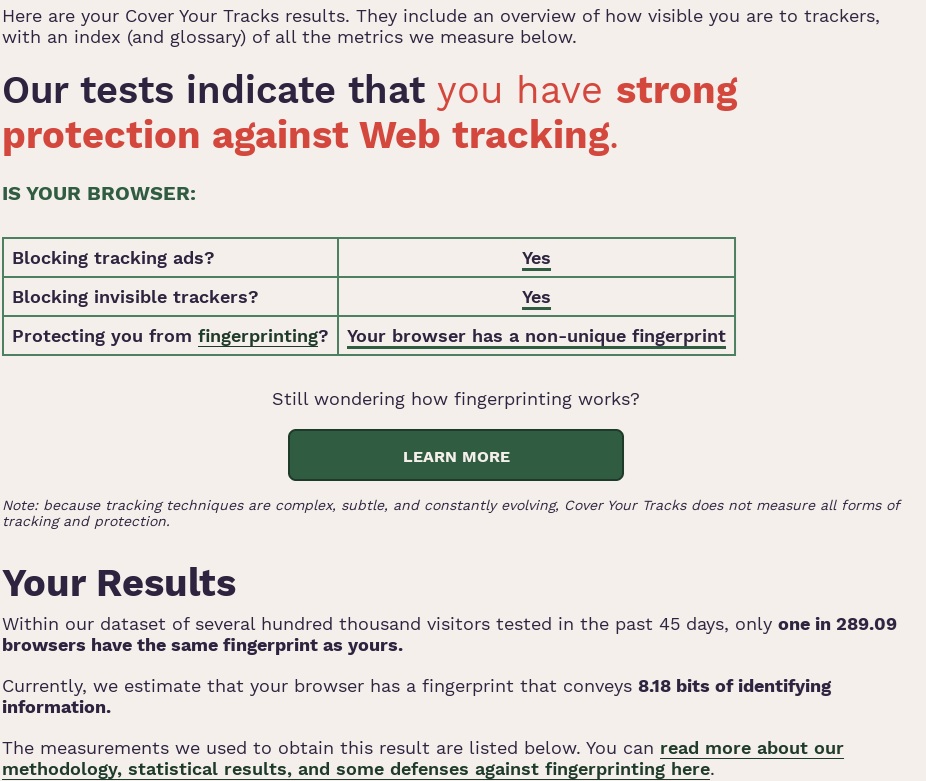 Here are your Cover Your Tracks results. They include an overview of how visible you are to trackers,
with an index (and glossary) of all the metrics we measure below.
Our tests indicate that you have strong
protection against Web tracking.
IS YOUR BROWSER:
Blocking tracking ads? Yes
Blocking invisible trackers? Yes
Protecting you from fingerprinting? Your browser has a non-unique fingerprint
Still wondering how fingerprinting works?
LEARN MORE
Note: because tracking techniques are complex, subtle, and constantly evolving, Cover Your Tracks does not measure all forms of
tracking and protection.
Your Results
Within our dataset of several hundred thousand visitors tested in the past 45 days, only one in 289.09
browsers have the same fingerprint as yours.
Currently, we estimate that your browser has a fingerprint that conveys 8.18 bits of identifying
information.
The measurements we used to obtain this result are listed below. You can read more about our
methodology, statistical results, and some defenses against fingerprinting here.